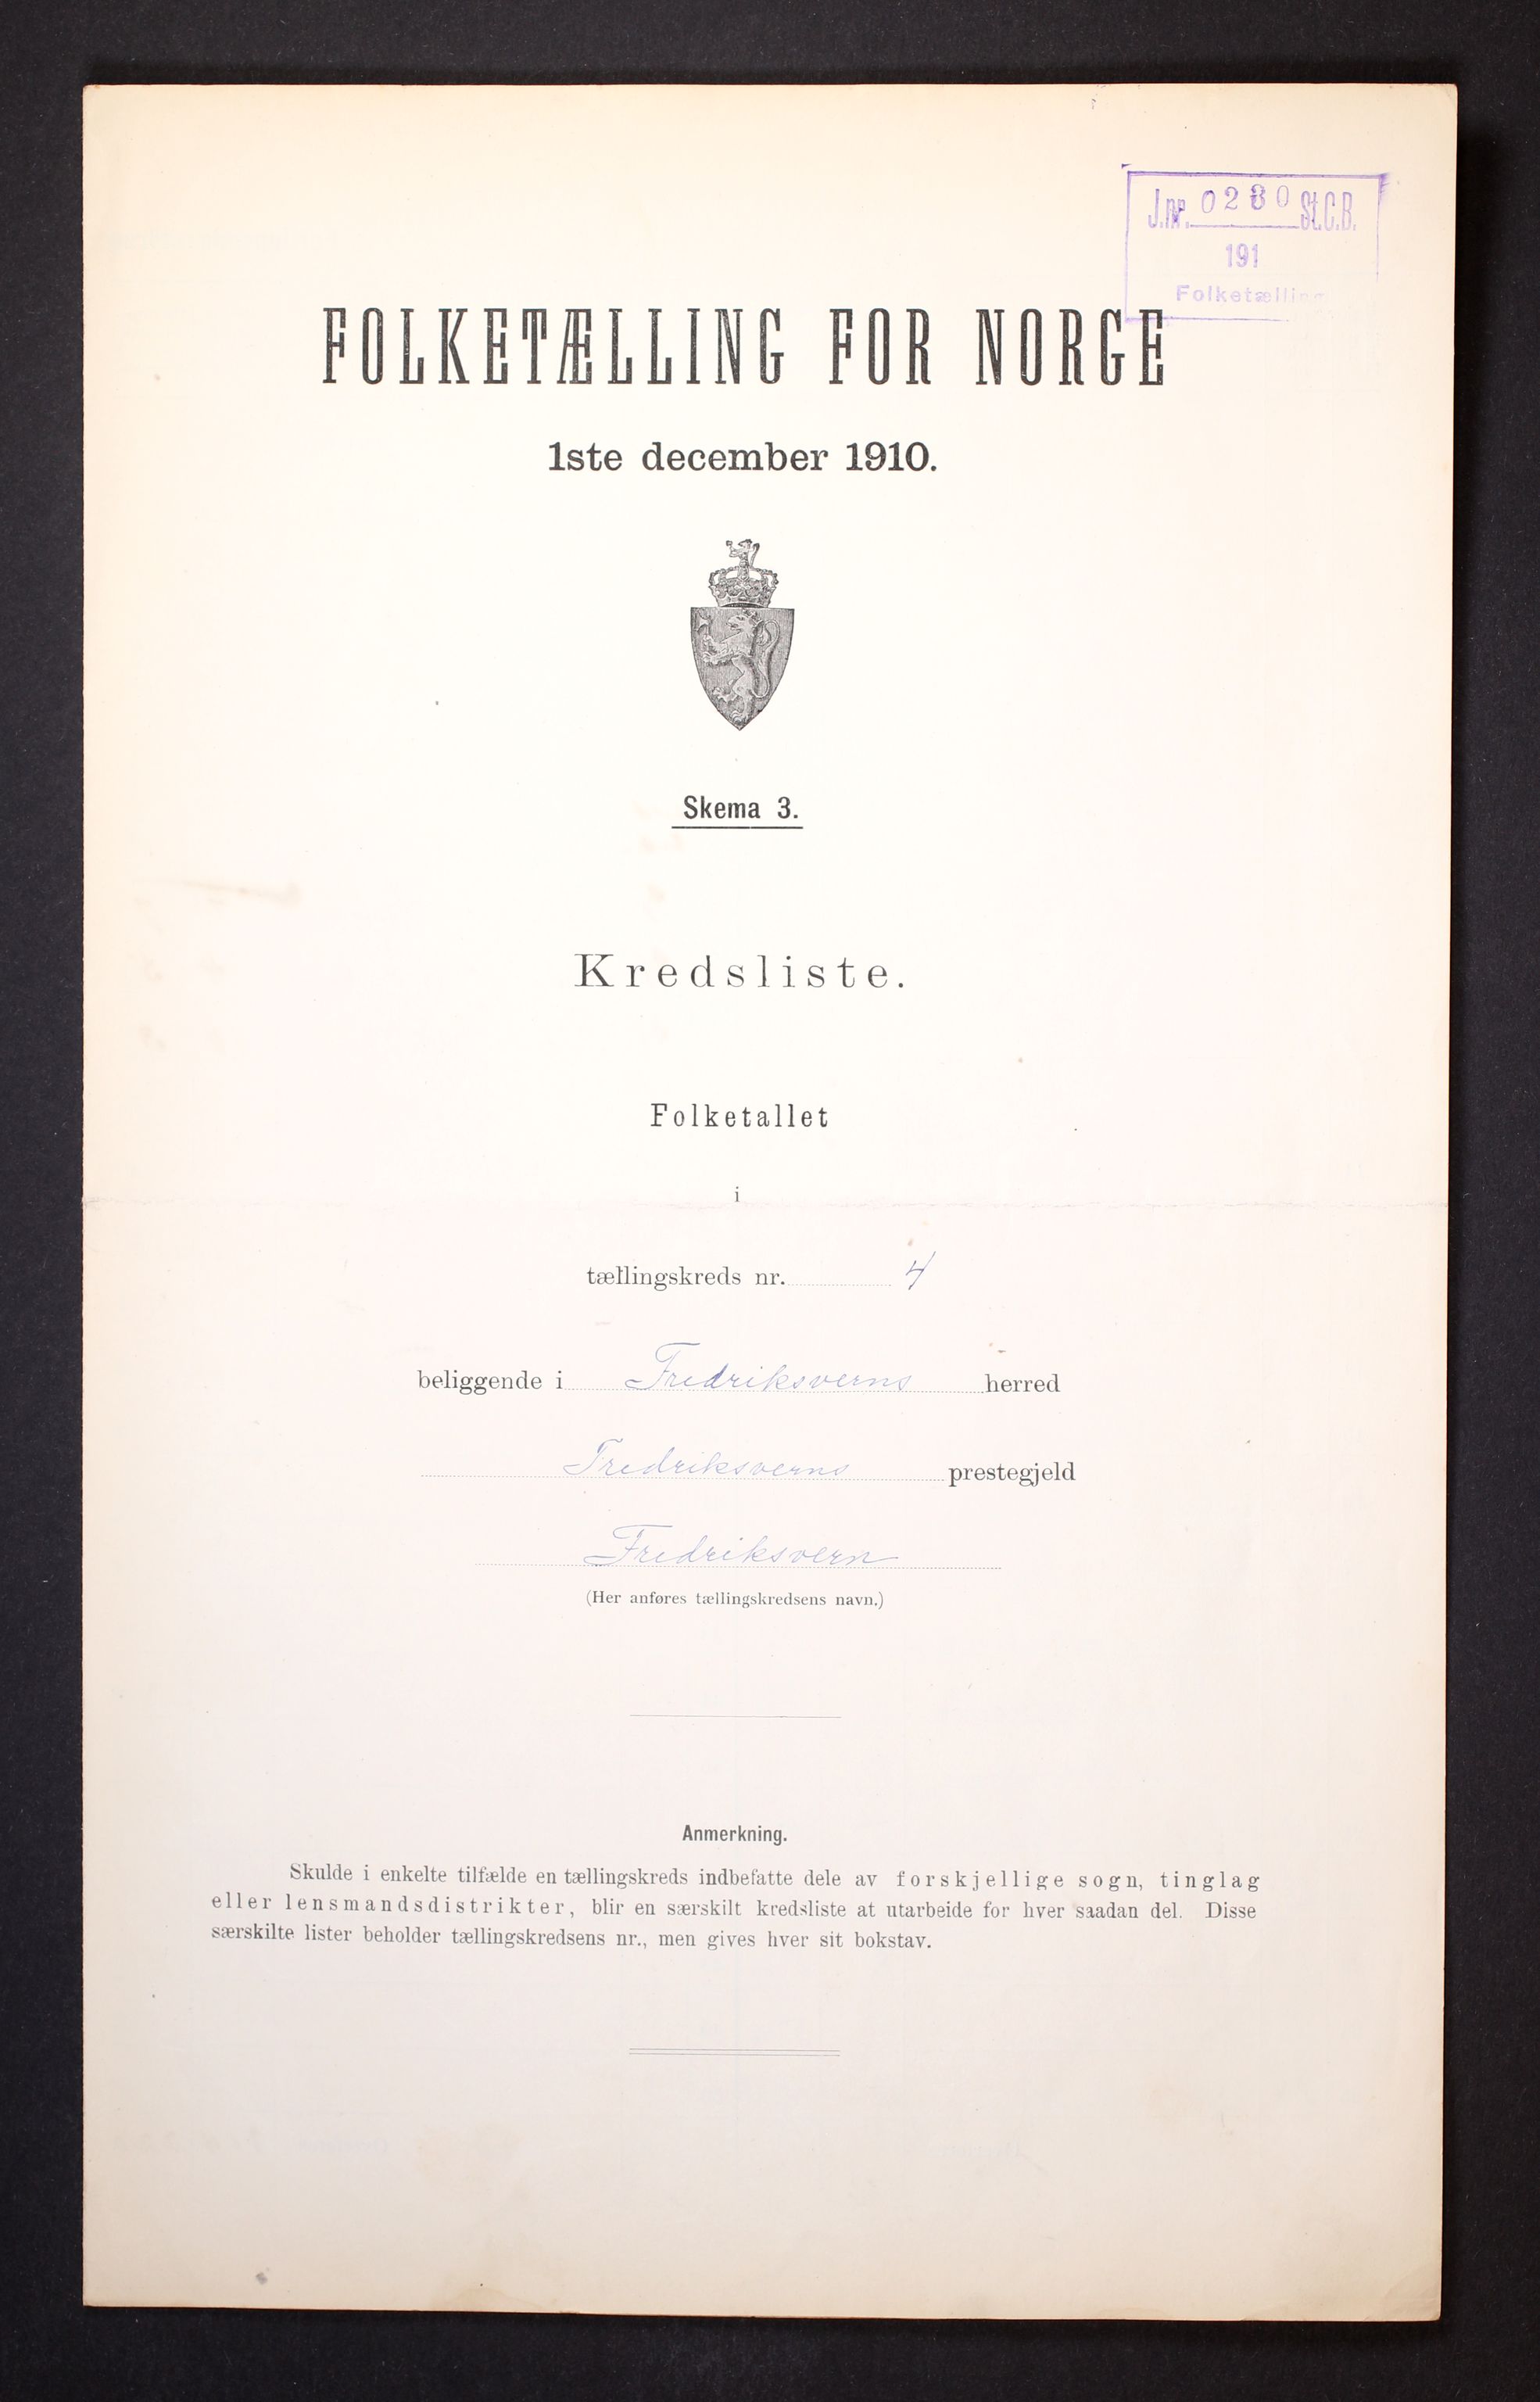 J.nr. 0280 St.C.B.
191
Folketælling
FOLKETÆLLING FOR NORGE
1ste december 1910.
Skema 3.
Kredsliste.
Folketallet
i
tællingskreds nr. 4
beliggende i Fredriksverns herred
Fredriksverns prestegjeld
Fredriksvern
(Her anføres tællingskredsens navn.)
Anmerkning.
Skulde i enkelte tilfælde en tællingskreds indbefatte dele av forskjellige sogn, tinglag
eller lensmandsdistrikter, blir en særskilt kredsliste at utarbeide for hver saadan del. Disse
særskilte lister beholder tællingskredsens nr., men gives hver sit bokstav.